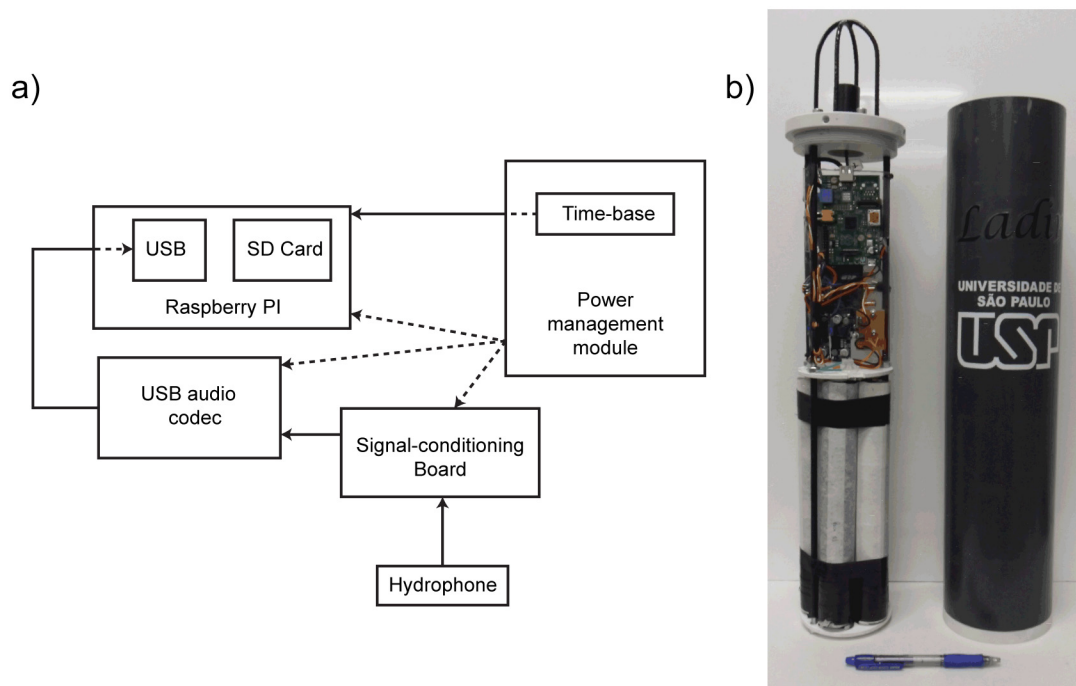 a)
USB
SD Card
Raspberry PI
Time-base
Power
management
module
USB audio
codec
Signal-conditioning
Board
Hydrophone
b)
UNIVERSIDADE DE
SÃO PAULO
USP